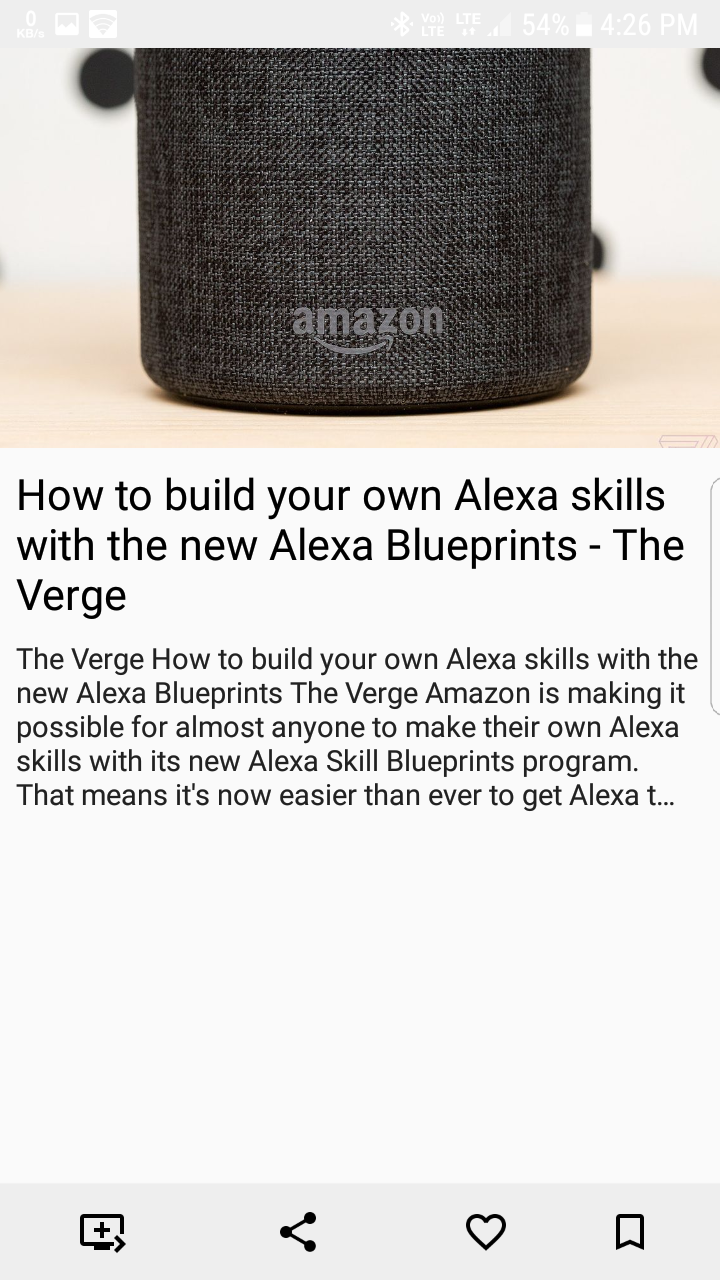 0
KB/s
Vo))
LTE
LTE
54%
4:26 PM
amazon
How to build your own Alexa skills
with the new Alexa Blueprints - The
Verge
The Verge How to build your own Alexa skills with the
new Alexa Blueprints The Verge Amazon is making it
possible for almost anyone to make their own Alexa
skills with its new Alexa Skill Blueprints program.
That means it's now easier than ever to get Alexa t…